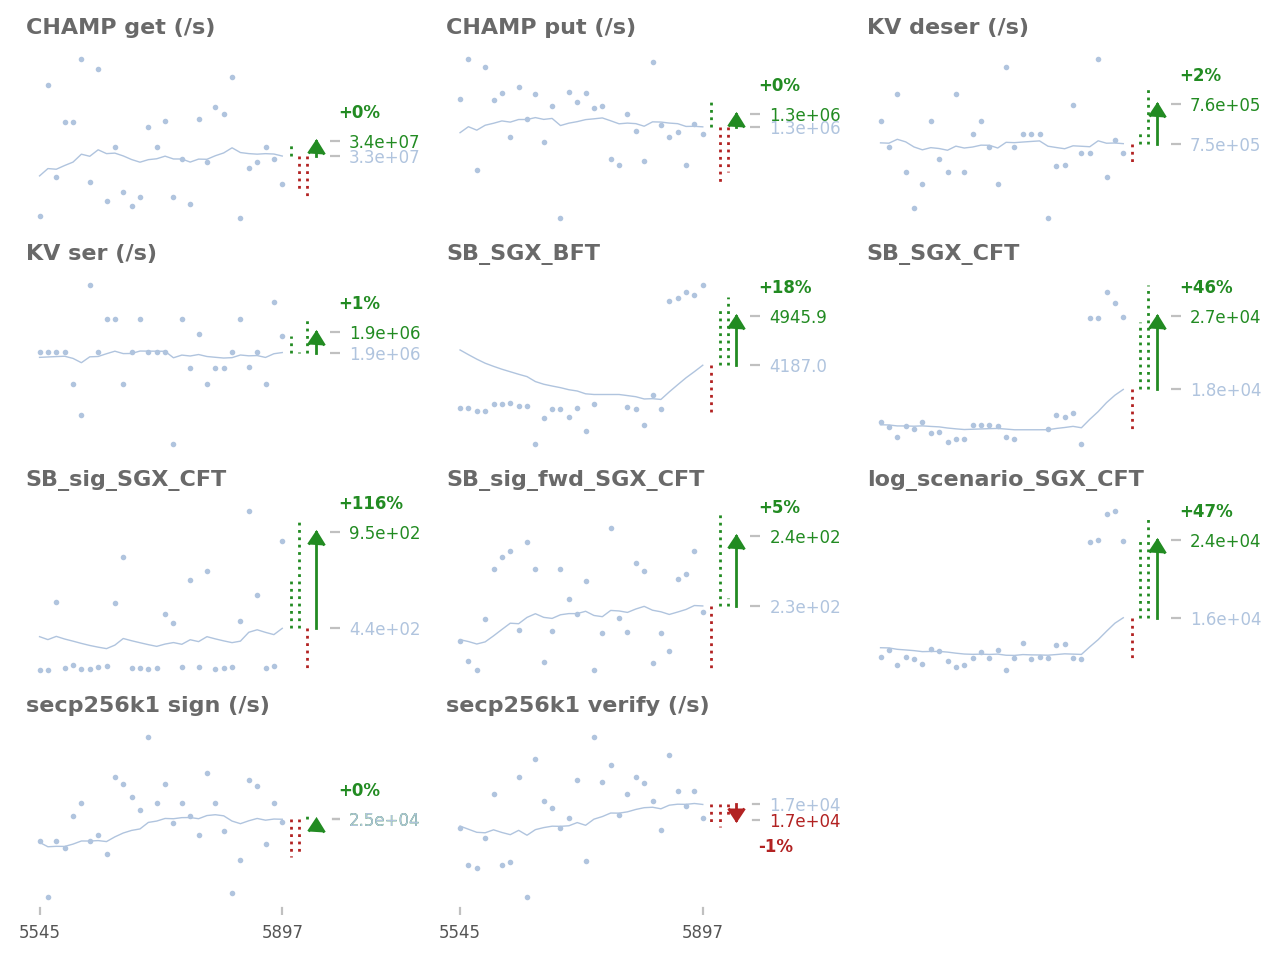 CHAMP get (/s)
CHAMP put (/s)
KV deser (/s)
+0%
3.4e+07
3.3e+07
+0%
1.3e+06
1.3e+06
+2%
7.6e+05
7.5e+05
KV ser (/s)
SB_SGX_BFT
SB_SGX_CFT
+1%
1.9e+06
1.9e+06
+18%
4945.9
4187.0
+46%
2.7e+04
1.8e+04
SB_sig_SGX_CFT
SB_sig_fwd_SGX_CFT
log_scenario_SGX_CFT
+116%
9.5e+02
4.4e+02
+5%
2.4e+02
2.3e+02
+47%
2.4e+04
1.6e+04
secp256k1 sign (/s)
secp256k1 verify (/s)
+0%
2.5e+04
1.7e+04
1.7e+04
-1%
5545
5897
5545
5897